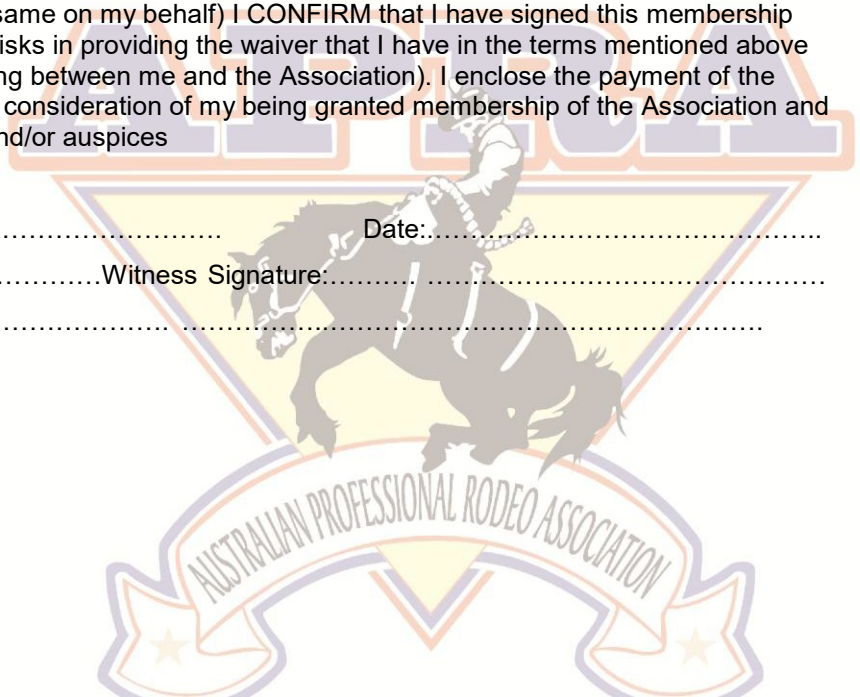 same on my behalf) I CONFIRM that I have signed this membership
isks in providing the waiver that I have in the terms mentioned above
ng between me and the Association). I enclose the payment of the
consideration of my being granted membership of the Association and
nd/or auspices
APRA
……………………. Date:…………………………………..
…………Witness Signature:………. …………………………………
……………….. ……………………………………………………
AUSTRALIAN PROFESSIONAL RODEO ASSOCIATION